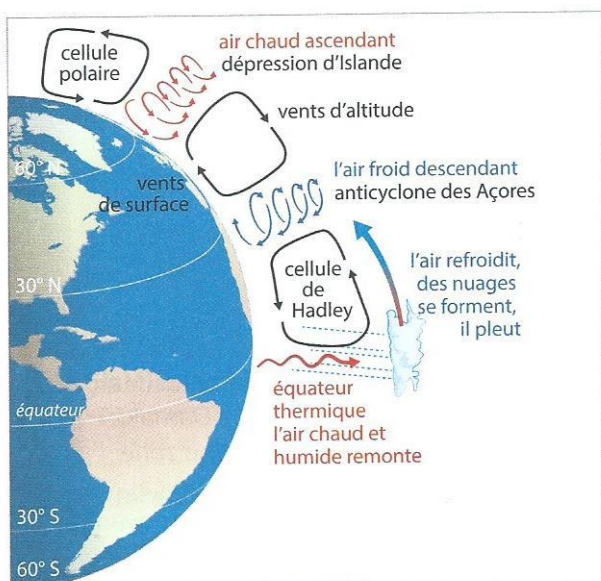 air chaud ascendant
dépression d'Islande
cellule
polaire
vents d'altitude
60° N
vents
de surface
l'air froid descendant
anticyclone des Açores
l'air refroidit,
des nuages
se forment,
il pleut
cellule
de
Hadley
30° N
équateur
thermique
l'air chaud et
humide remonte
équateur
30° S
60° S